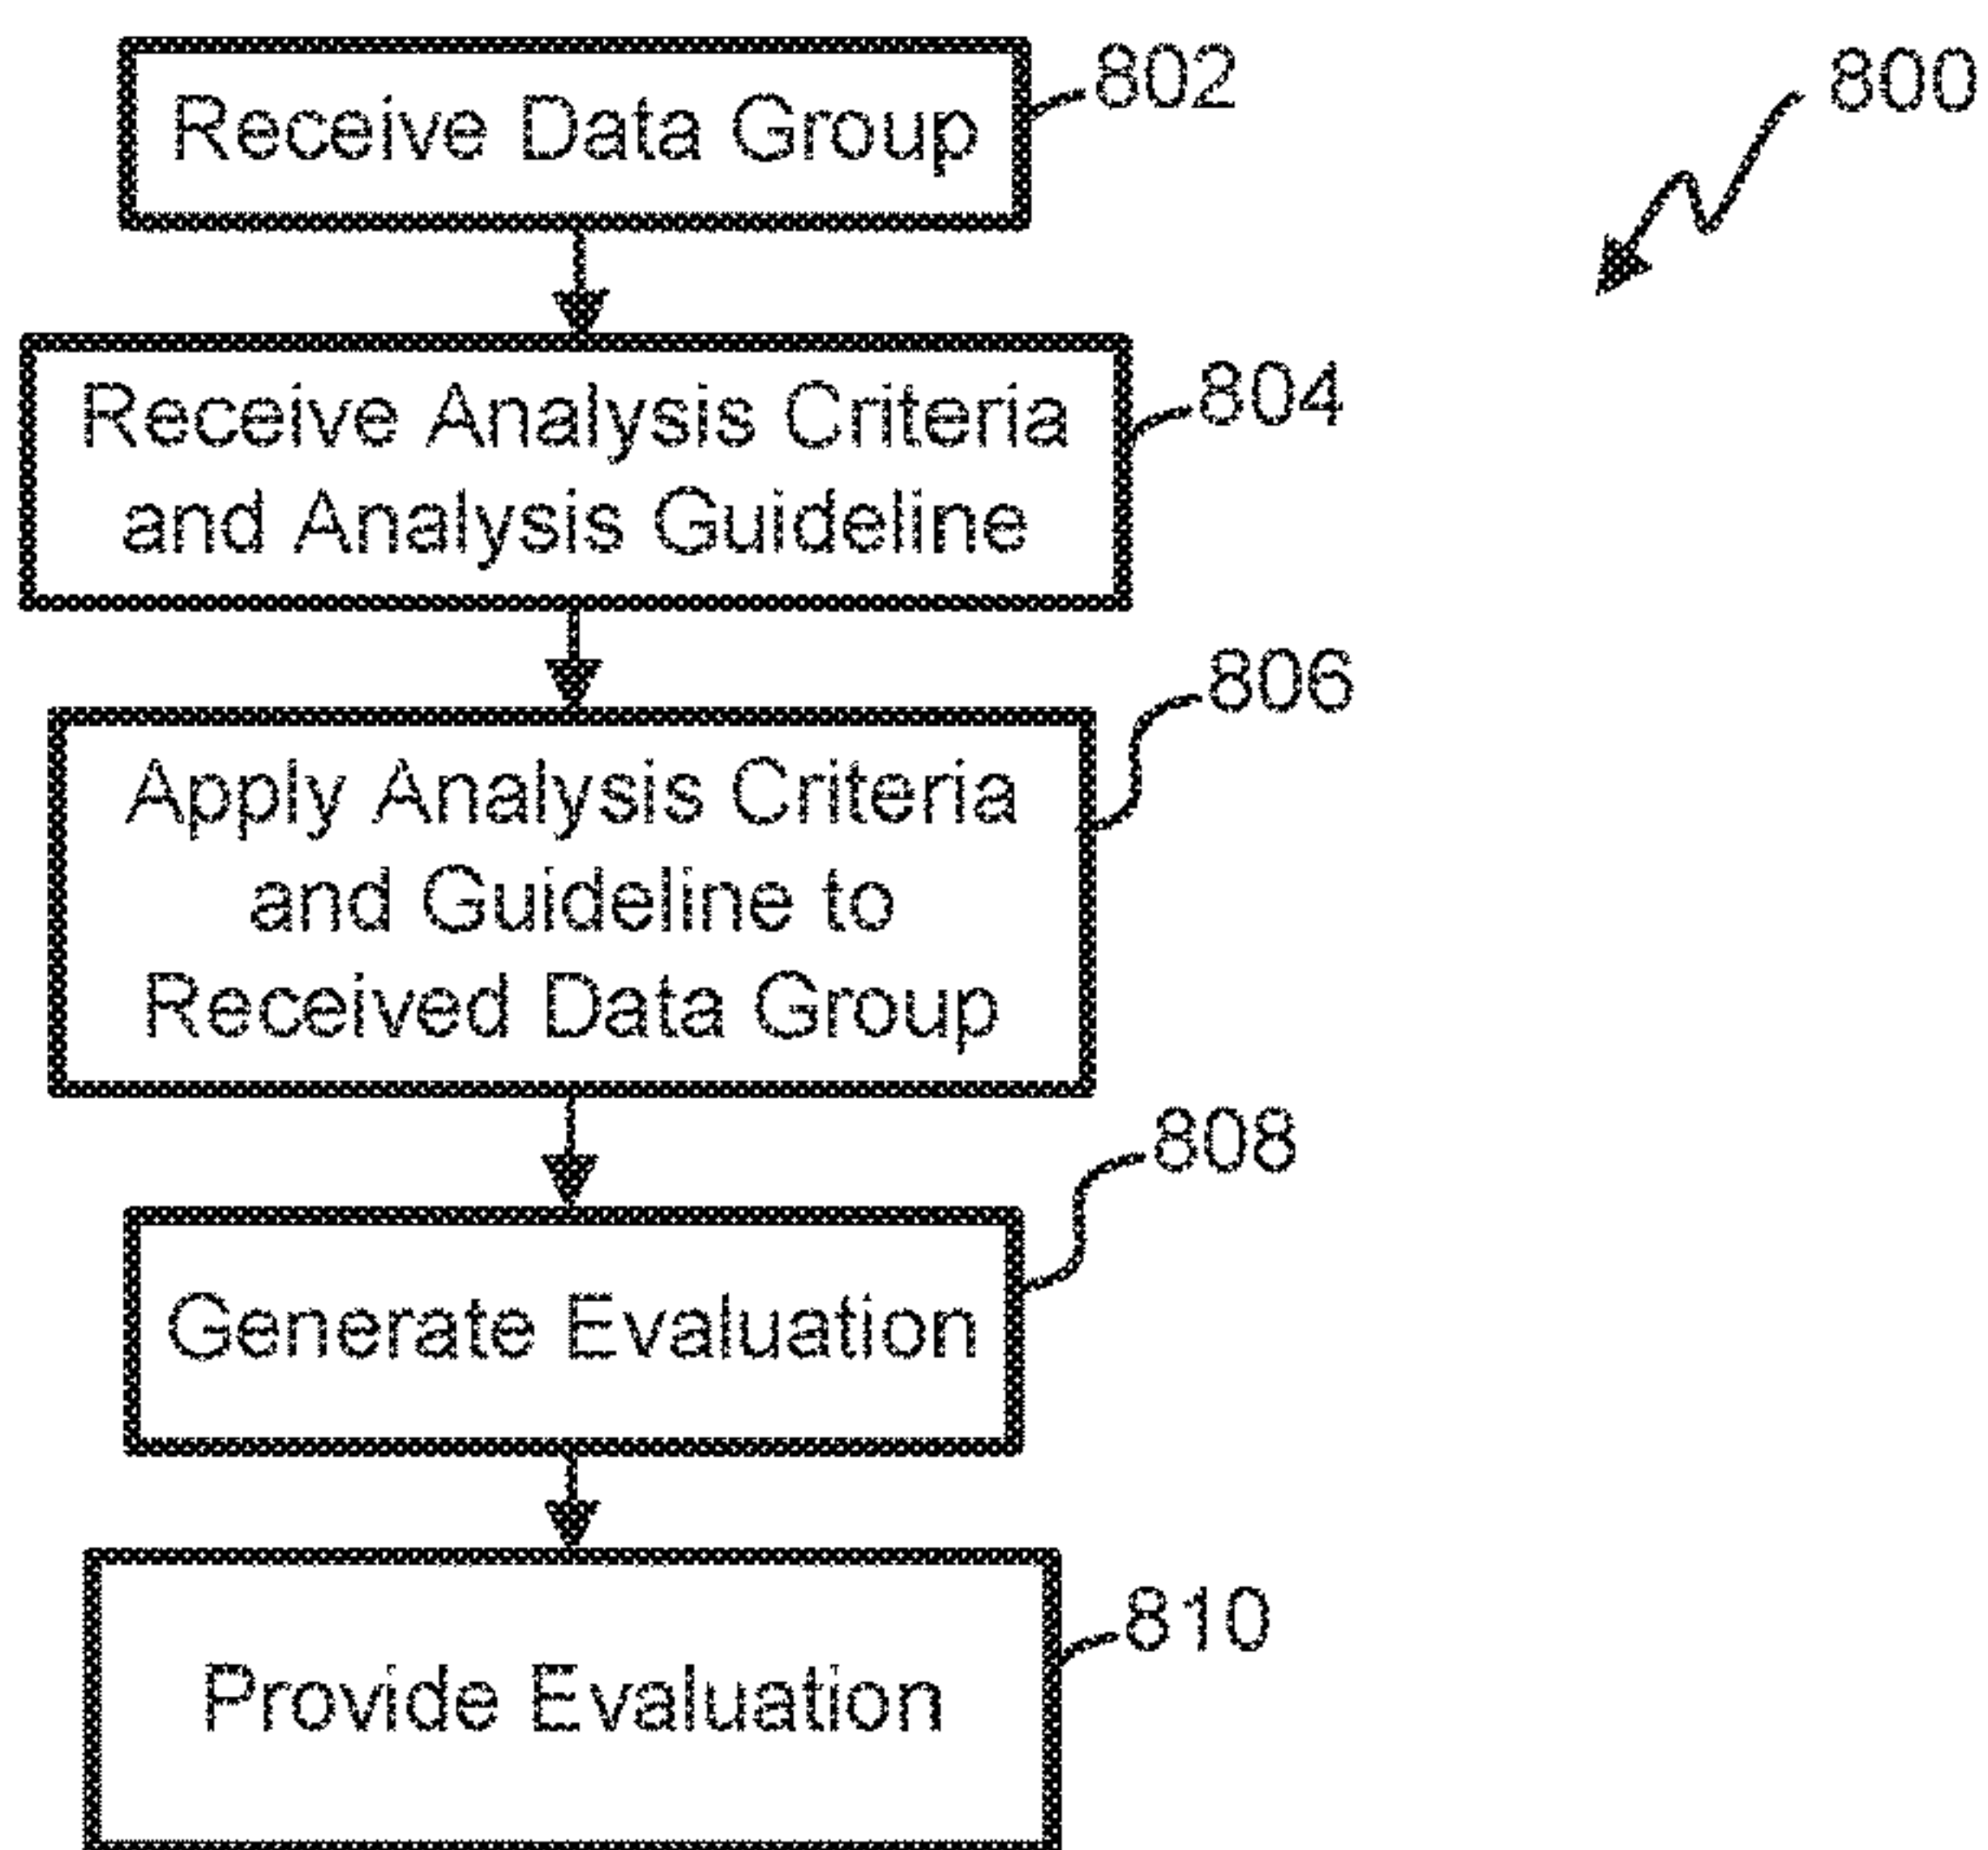 Receive Data Group
802
800
Receive Analysis Criteria
and Analysis Guideline
804
806
Apply Analysis Criteria
and Guideline to
Received Data Group
808
Generate Evaluation
810
Provide Evaluation